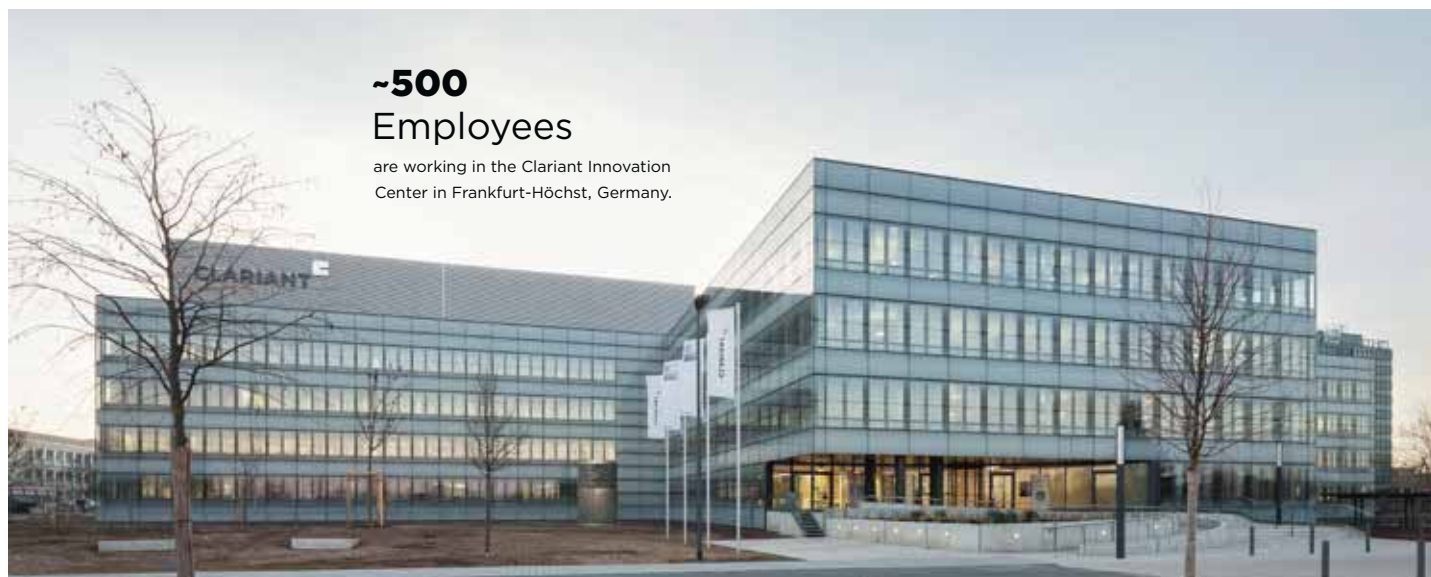 ~500
Employees
are working in the Clariant Innovation
Center in Frankfurt-Höchst, Germany.
CLARIANT